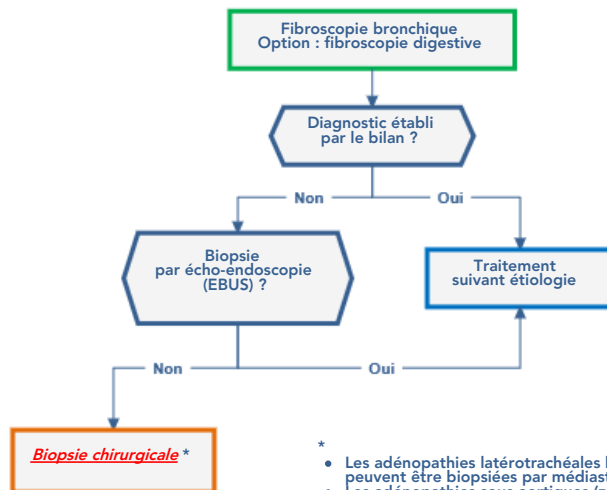 Fibroscopie bronchique
Option : fibroscopie digestive
Diagnostic établi
par le bilan ?
Non
Oui
Biopsie
par écho-endoscopie
(EBUS) ?
Traitement
suivant étiologie
Non
Oui
Biopsie chirurgicale *
*
• Les adénopathies latérotrachéales
peuvent être biopsiées par